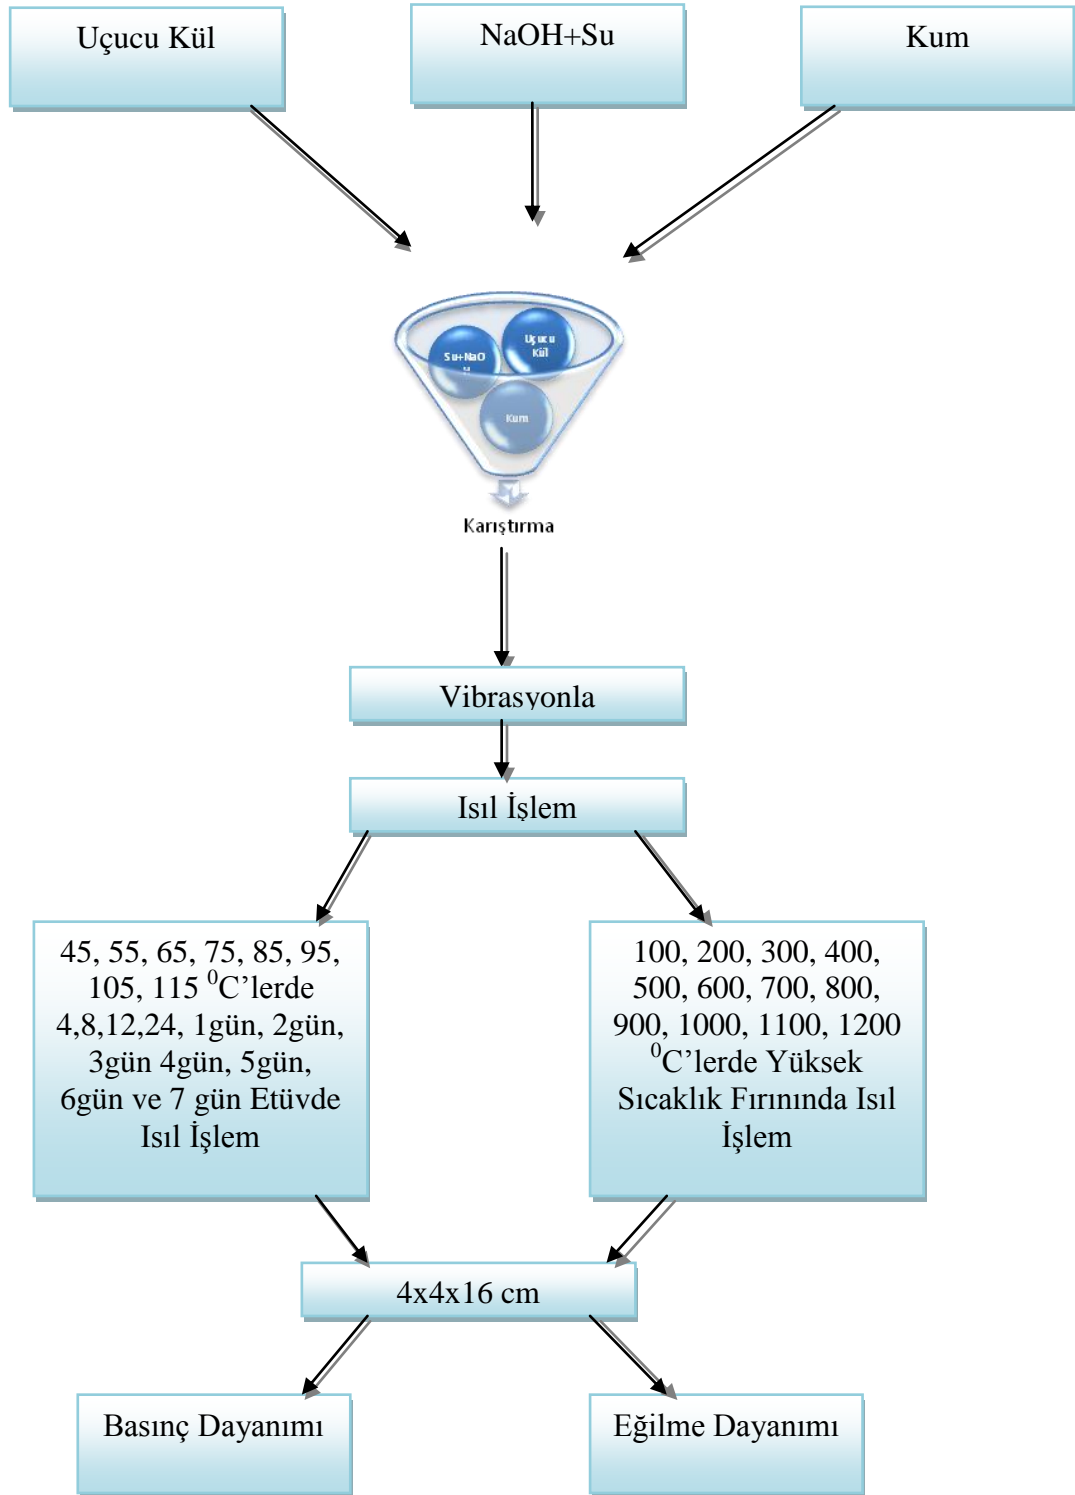 Uçucu Kül
NaOH+Su
Kum
Uçucu
Kül
Su+NaO
H
Kum
Karıştırma
Vibrasyonla
Isıl İşlem
45, 55, 65, 75, 85, 95,
105, 115 ⁰C’lerde
4,8,12,24, 1gün, 2gün,
3gün 4gün, 5gün,
6gün ve 7 gün Etüvde
Isıl İşlem
100, 200, 300, 400,
500, 600, 700, 800,
900, 1000, 1100, 1200
⁰C’lerde Yüksek
Sıcaklık Fırınında Isıl
İşlem
4x4x16 cm
Basınç Dayanımı
Eğilme Dayanımı